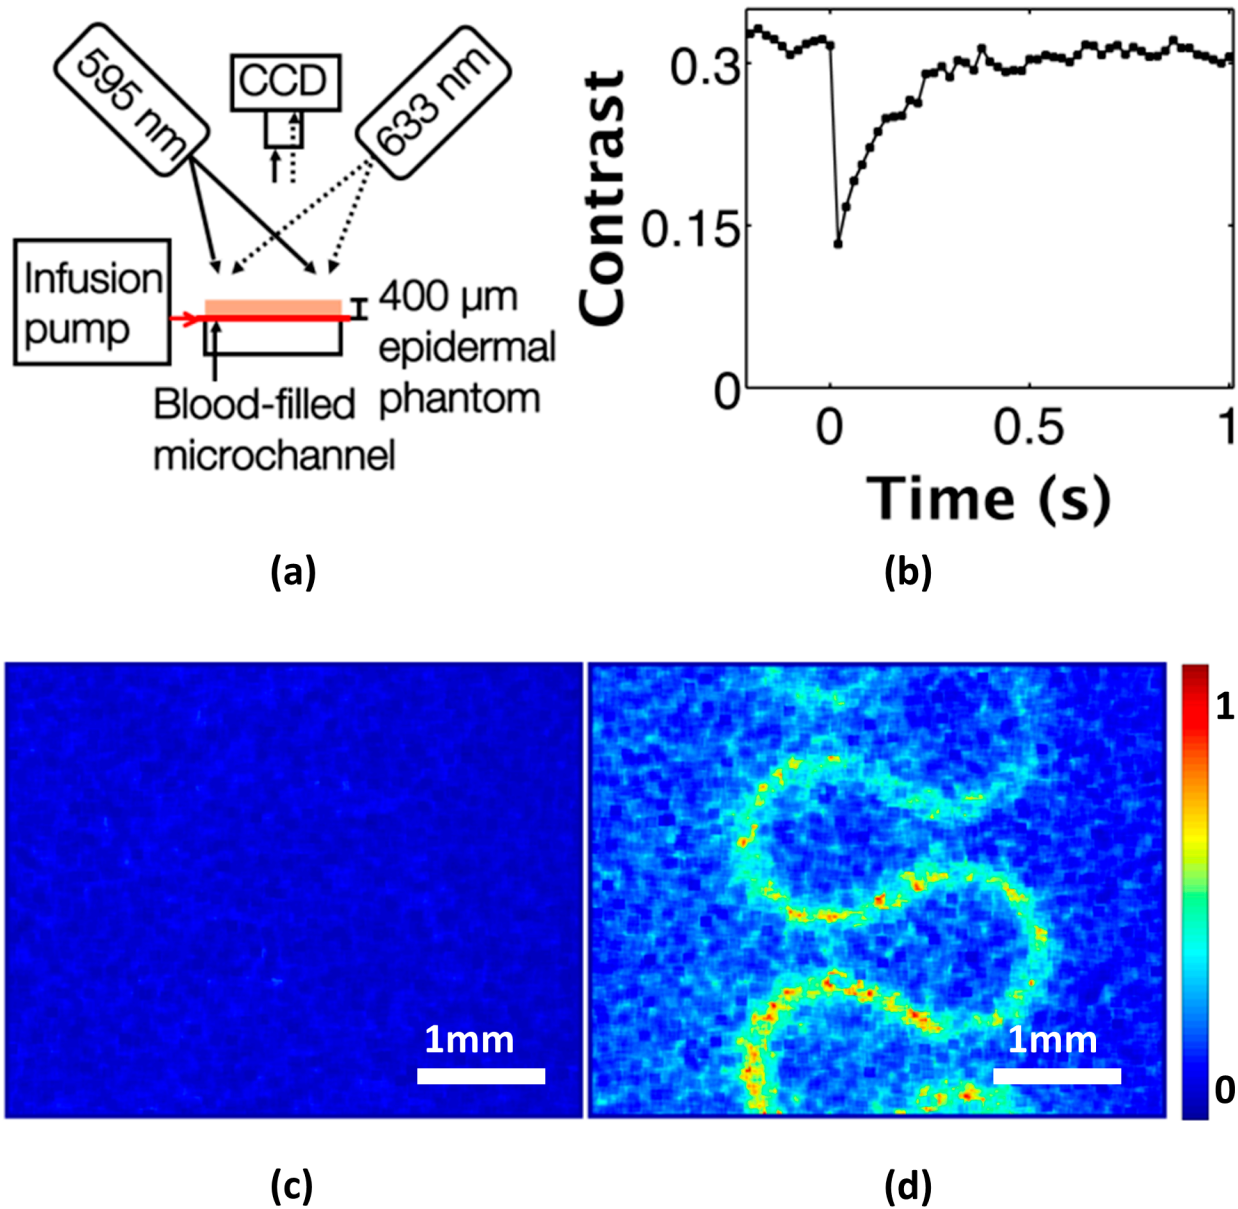 595 nm
CCD
633 nm
Infusion
pump
400 µm
epidermal
phantom
Blood-filled
microchannel
(a)
Contrast
0.3
0.15
0
0
0.5
1
Time (s)
(b)
1mm
(c)
1mm
1
0
(d)